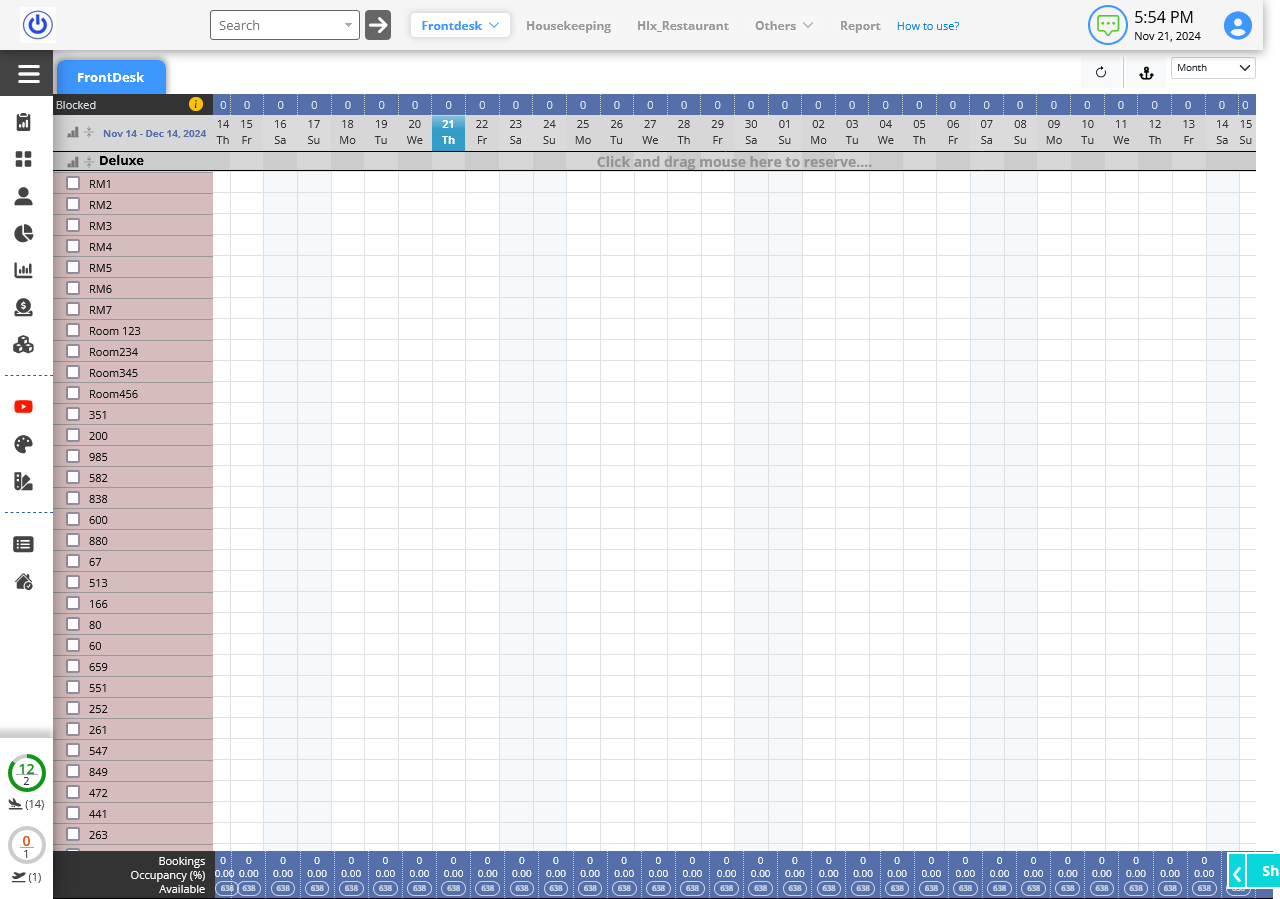 Search
Frontdesk
Housekeeping
Hlx_Restaurant
Others
Report
How to use?
5:54 PM
Nov 21, 2024
FrontDesk
Month
Blocked i 0 0 0 0 0 0 0 0 0 0 0 0 0 0 0 0 0 0 0 0 0 0 0 0 0 0 0 0 0 0 0 0
Nov 14 - Dec 14, 2024
14 15 16 17 18 19 20 21 22 23 24 25 26 27 28 29 30 01 02 03 04 05 06 07 08 09 10 11 12 13 14 15
Th Fr Sa Su Mo Tu We Th Fr Sa Su Mo Tu We Th Fr Sa Su Mo Tu We Th Fr Sa Su Mo Tu We Th Fr Sa Su
Deluxe
Click and drag mouse here to reserve....
RM1
RM2
RM3
RM4
RM5
RM6
RM7
Room 123
Room234
Room345
Room456
351
200
985
582
838
600
880
67
513
166
80
60
659
551
252
261
547
849
472
441
263
12
2
(14)
0
1
(1)
Bookings 0 0 0 0 0 0 0 0 0 0 0 0 0 0 0 0 0 0 0 0 0 0 0 0 0 0 0 0 0 0
Occupancy (%) 0.00 0.00 0.00 0.00 0.00 0.00 0.00 0.00 0.00 0.00 0.00 0.00 0.00 0.00 0.00 0.00 0.00 0.00 0.00 0.00 0.00 0.00 0.00 0.00 0.00 0.00 0.00 0.00 0.00 0.00
Available 638 638 638 638 638 638 638 638 638 638 638 638 638 638 638 638 638 638 638 638 638 638 638 638 638 638 638 638 638 638
Sh